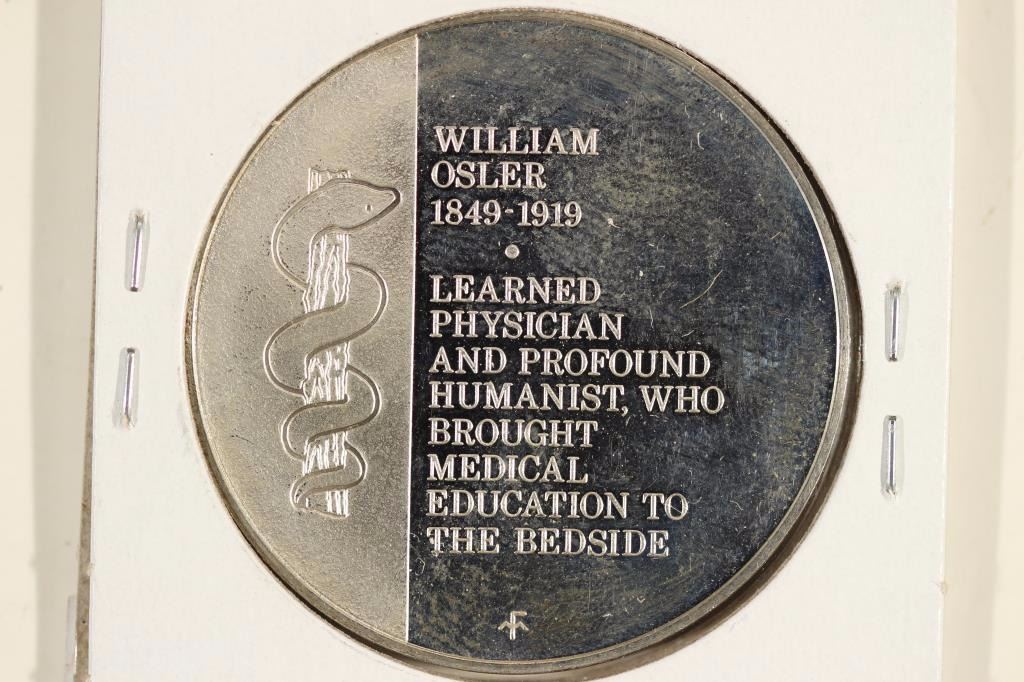 WILLIAM
OSLER
1849-1919
LEARNED
PHYSICIAN
AND PROFOUND
HUMANIST, WHO
BROUGHT
MEDICAL
EDUCATION TO
THE BEDSIDE